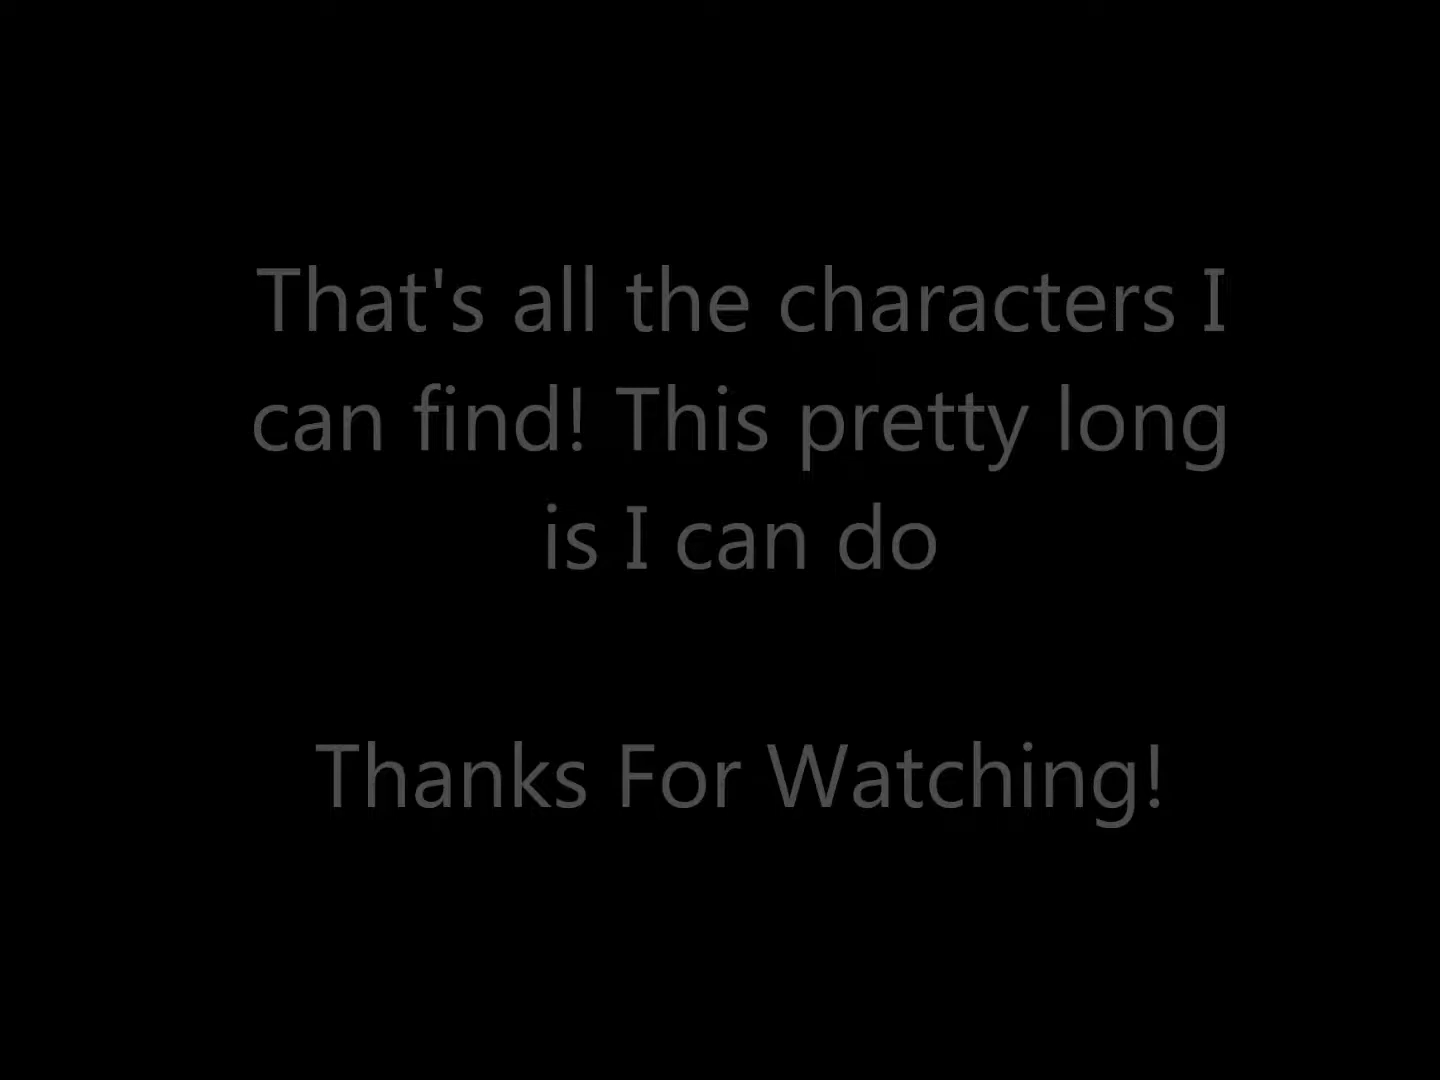 That's all the characters I
can find! This pretty long
is I can do
Thanks For Watching!